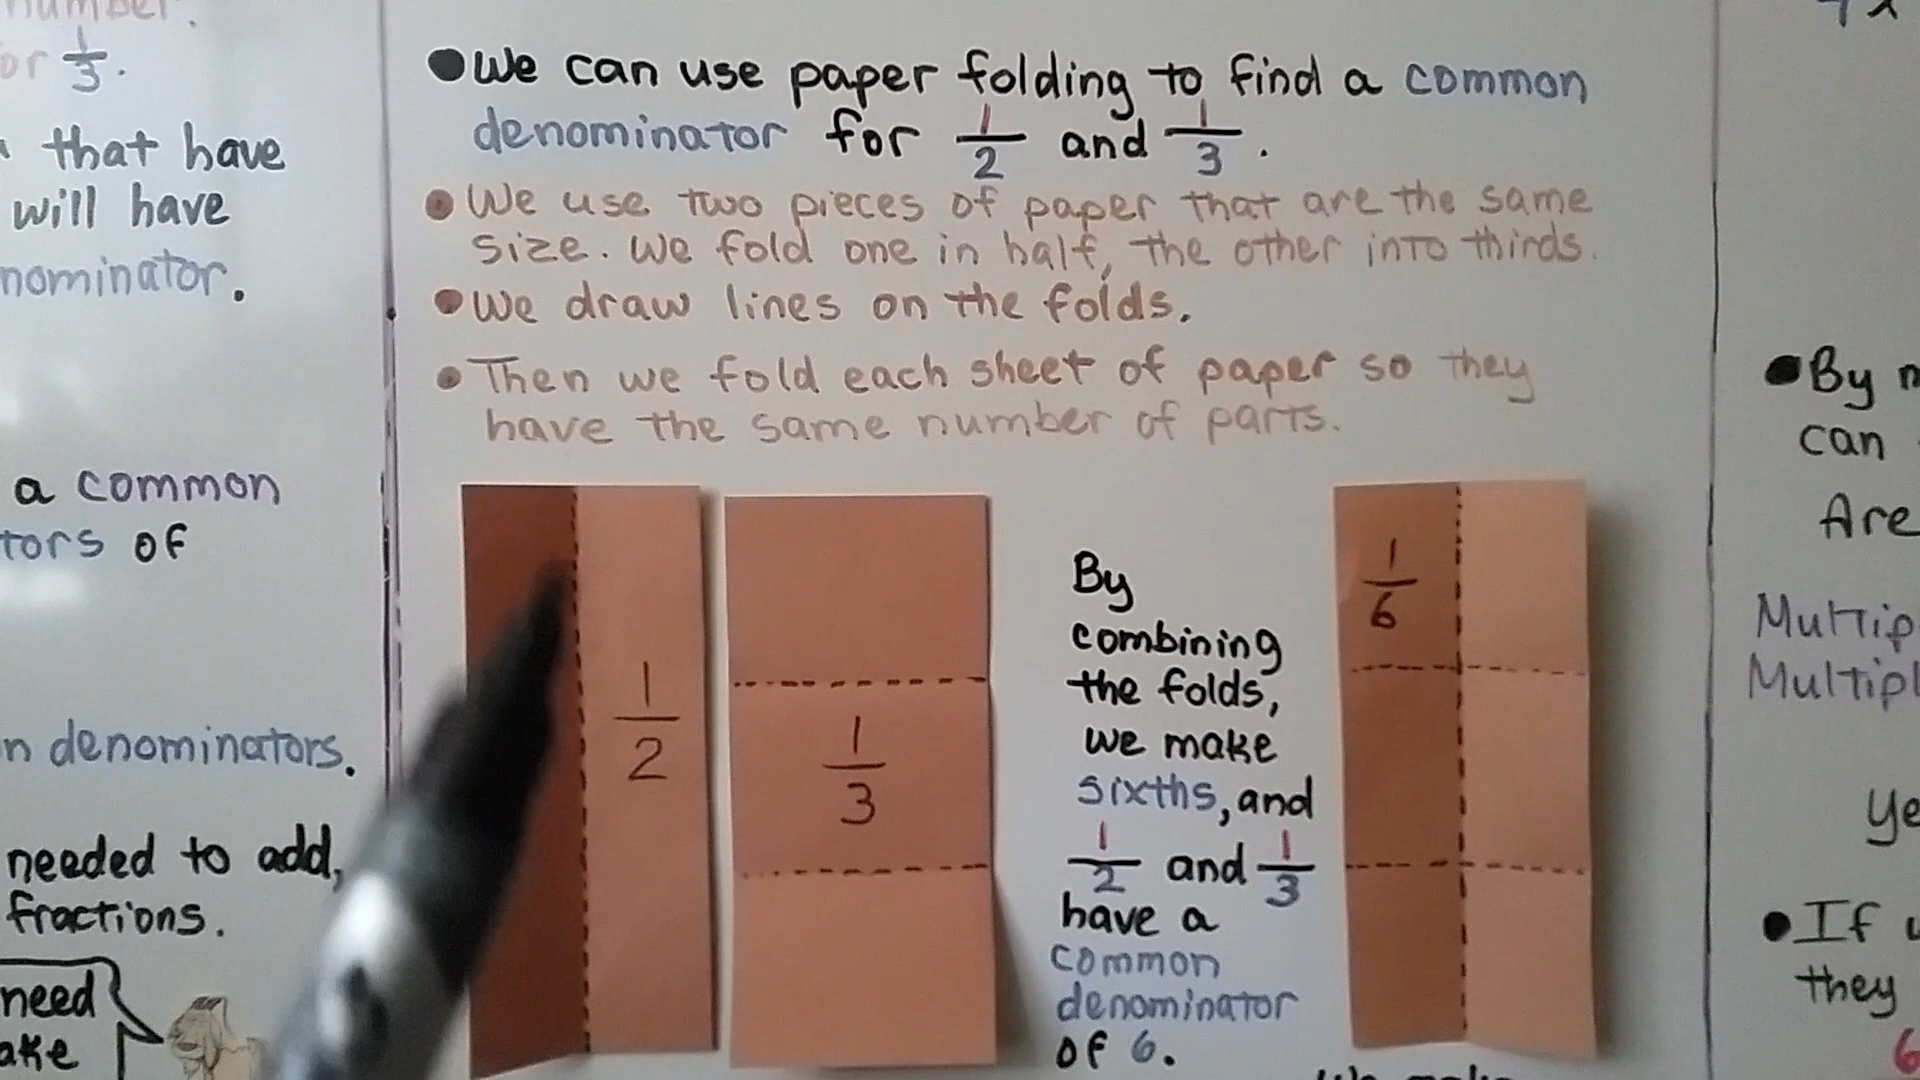 number.
or 1/3.
that have
will have
nominator.
a common
tors of
n denominators.
needed to add,
fractions.
need
ake
●We can use paper folding to find a common
denominator for 1/2 and 1/3.
●We use two pieces of paper that are the same
size. We fold one in half, the other into thirds.
●We draw lines on the folds.
●Then we fold each sheet of paper so they
have the same number of parts.
1/2
1/3
By
combining
the folds,
we make
sixths, and
1/2 and 1/3
have a
common
denominator
of 6.
1/6
●By
can
Are
Multip
Multipl
Ye
●If
they
6